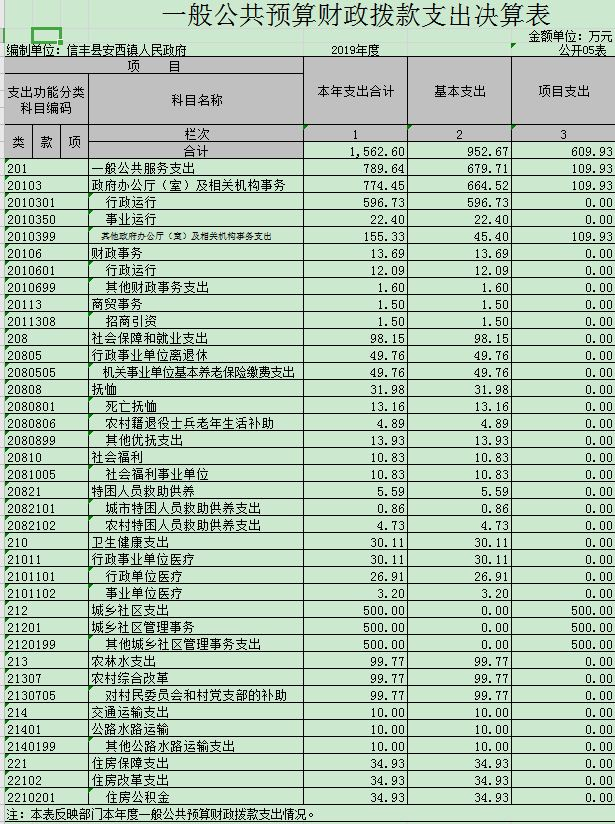 一般公共预算财政拨款支出决算表
金额单位：万元
编制单位：信丰县安西镇人民政府 2019年度 公开05表
项 目 本年支出合计 基本支出 项目支出
支出功能分类科目编码 科目名称
类 款 项 栏次 1 2 3
合计 1,562.60 952.67 609.93
201 一般公共服务支出 789.64 679.71 109.93
20103 政府办公厅（室）及相关机构事务 774.45 664.52 109.93
2010301 行政运行 596.73 596.73 0.00
2010350 事业运行 22.40 22.40 0.00
2010399 其他政府办公厅（室）及相关机构事务支出 155.33 45.40 109.93
20106 财政事务 13.69 13.69 0.00
2010601 行政运行 12.09 12.09 0.00
2010699 其他财政事务支出 1.60 1.60 0.00
20113 商贸事务 1.50 1.50 0.00
2011308 招商引资 1.50 1.50 0.00
208 社会保障和就业支出 98.15 98.15 0.00
20805 行政事业单位离退休 49.76 49.76 0.00
2080505 机关事业单位基本养老保险缴费支出 49.76 49.76 0.00
20808 抚恤 31.98 31.98 0.00
2080801 死亡抚恤 13.16 13.16 0.00
2080806 农村籍退役士兵老年生活补助 4.89 4.89 0.00
2080899 其他优抚支出 13.93 13.93 0.00
20810 社会福利 10.83 10.83 0.00
2081005 社会福利事业单位 10.83 10.83 0.00
20821 特困人员救助供养 5.59 5.59 0.00
2082101 城市特困人员救助供养支出 0.86 0.86 0.00
2082102 农村特困人员救助供养支出 4.73 4.73 0.00
210 卫生健康支出 30.11 30.11 0.00
21011 行政事业单位医疗 30.11 30.11 0.00
2101101 行政单位医疗 26.91 26.91 0.00
2101102 事业单位医疗 3.20 3.20 0.00
212 城乡社区支出 500.00 0.00 500.00
21201 城乡社区管理事务 500.00 0.00 500.00
2120199 其他城乡社区管理事务支出 500.00 0.00 500.00
213 农林水支出 99.77 99.77 0.00
21307 农村综合改革 99.77 99.77 0.00
2130705 对村民委员会和村党支部的补助 99.77 99.77 0.00
214 交通运输支出 10.00 10.00 0.00
21401 公路水路运输 10.00 10.00 0.00
2140199 其他公路水路运输支出 10.00 10.00 0.00
221 住房保障支出 34.93 34.93 0.00
22102 住房改革支出 34.93 34.93 0.00
2210201 住房公积金 34.93 34.93 0.00
注：本表反映部门本年度一般公共预算财政拨款支出情况。